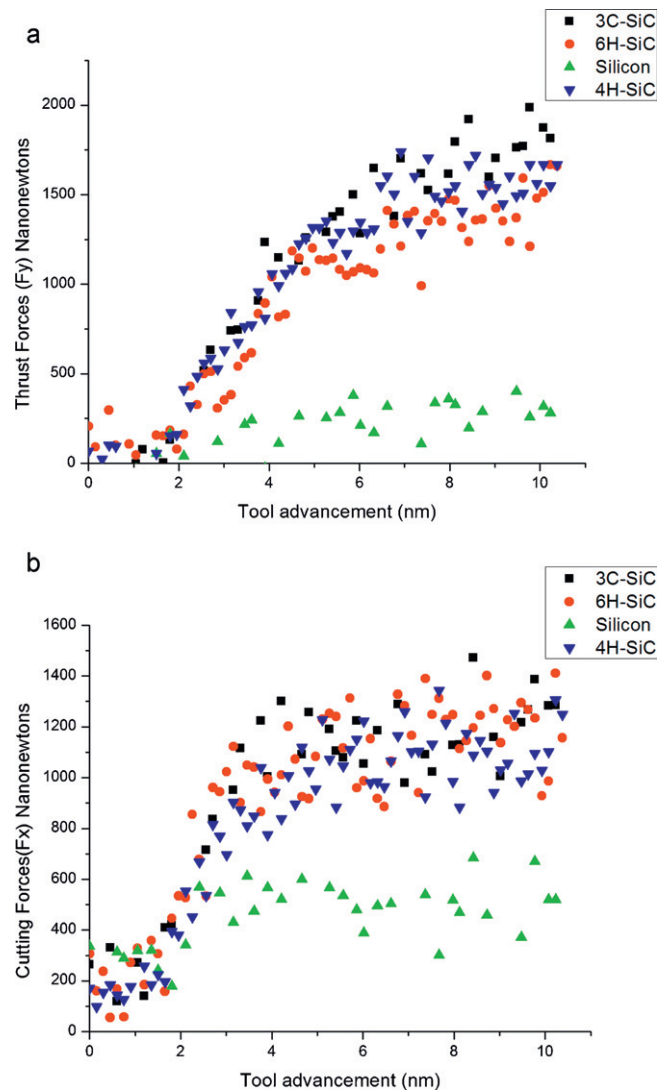 a
3C-SiC
6H-SiC
Silicon
4H-SiC
Thrust Forces (Fy) Nanonewtons
2000
1500
1000
500
0
0 2 4 6 8 10
Tool advancement (nm)
b
3C-SiC
6H-SiC
Silicon
4H-SiC
Cutting Forces(Fx) Nanonewtons
1600
1400
1200
1000
800
600
400
200
0
0 2 4 6 8 10
Tool advancement (nm)